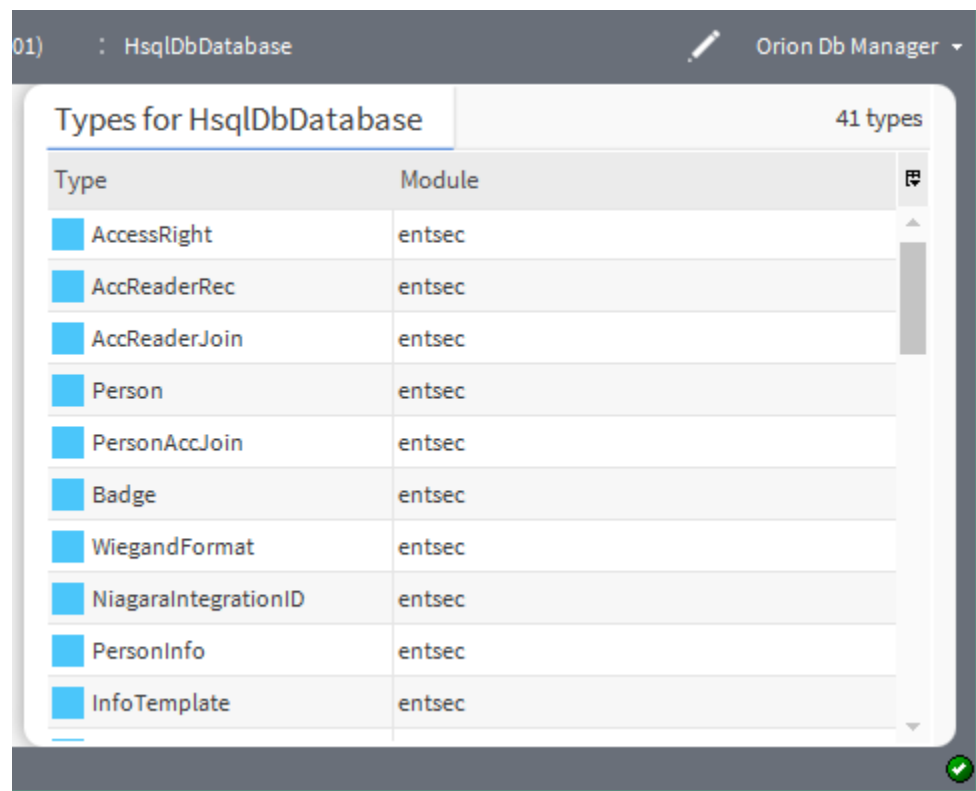 01) : HsqlDbDatabase Orion Db Manager
Types for HsqlDbDatabase 41 types
Type Module
AccessRight entsec
AccReaderRec entsec
AccReaderJoin entsec
Person entsec
PersonAccJoin entsec
Badge entsec
WiegandFormat entsec
NiagaraIntegrationID entsec
PersonInfo entsec
InfoTemplate entsec